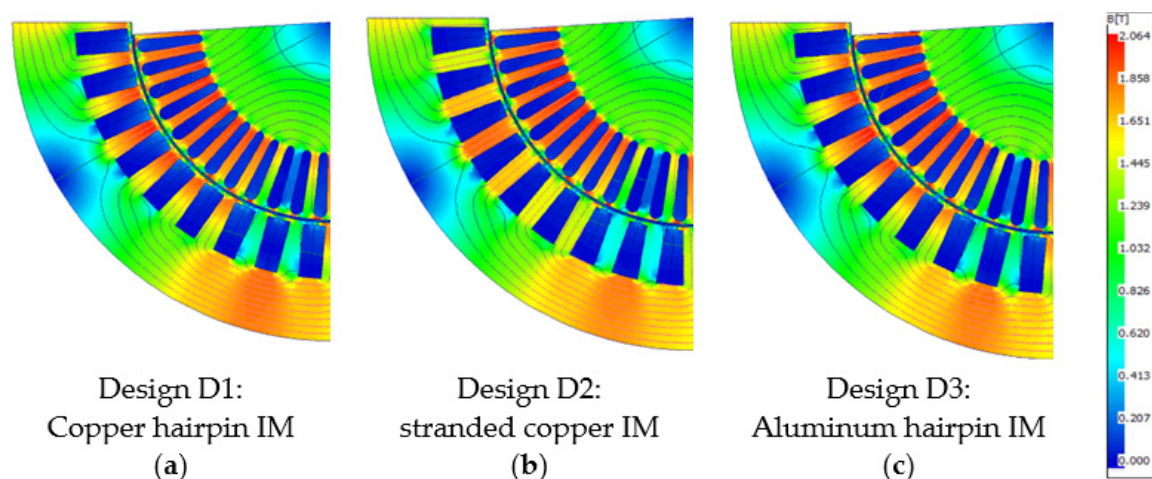 B[T]
2.064
1.858
1.651
1.445
1.239
1.032
0.826
0.620
0.413
0.207
0.000
Design D1:
Copper hairpin IM
(a)
Design D2:
stranded copper IM
(b)
Design D3:
Aluminum hairpin IM
(c)